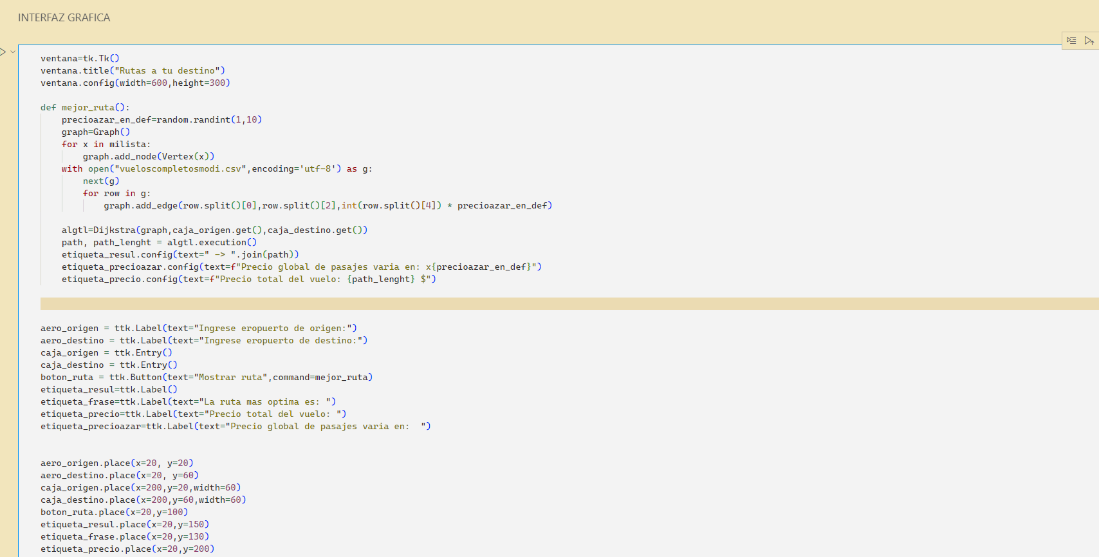 INTERFAZ GRAFICA
ventana=tk.Tk()
ventana.title("Rutas a tu destino")
ventana.config(width=600,height=300)
def mejor_ruta():
precioazar_en_def=random.randint(1,10)
graph=Graph()
for x in milista:
graph.add_node(Vertex(x))
with open("vueloscompletosmodi.csv",encoding='utf-8') as g:
next(g)
for row in g:
graph.add_edge(row.split()[0],row.split()[2],int(row.split()[4]) * precioazar_en_def)
algtl=Dijkstra(graph,caja_origen.get(),caja_destino.get())
path, path_lenght = algtl.execution()
etiqueta_resul.config(text=" -> ".join(path))
etiqueta_precioazar.config(text=f"Precio global de pasajes varia en: x{precioazar_en_def}")
etiqueta_precio.config(text=f"Precio total del vuelo: {path_lenght} $")
aero_origen = ttk.Label(text="Ingrese eropuerto de origen:")
aero_destino = ttk.Label(text="Ingrese eropuerto de destino:")
caja_origen = ttk.Entry()
caja_destino = ttk.Entry()
boton_ruta = ttk.Button(text="Mostrar ruta",command=mejor_ruta)
etiqueta_resul=ttk.Label()
etiqueta_frase=ttk.Label(text="La ruta mas optima es: ")
etiqueta_precio=ttk.Label(text="Precio total del vuelo: ")
etiqueta_precioazar=ttk.Label(text="Precio global de pasajes varia en:  ")
aero_origen.place(x=20, y=20)
aero_destino.place(x=20, y=60)
caja_origen.place(x=200,y=20,width=60)
caja_destino.place(x=200,y=60,width=60)
boton_ruta.place(x=20,y=100)
etiqueta_resul.place(x=20,y=150)
etiqueta_frase.place(x=20,y=130)
etiqueta_precio.place(x=20,y=200)